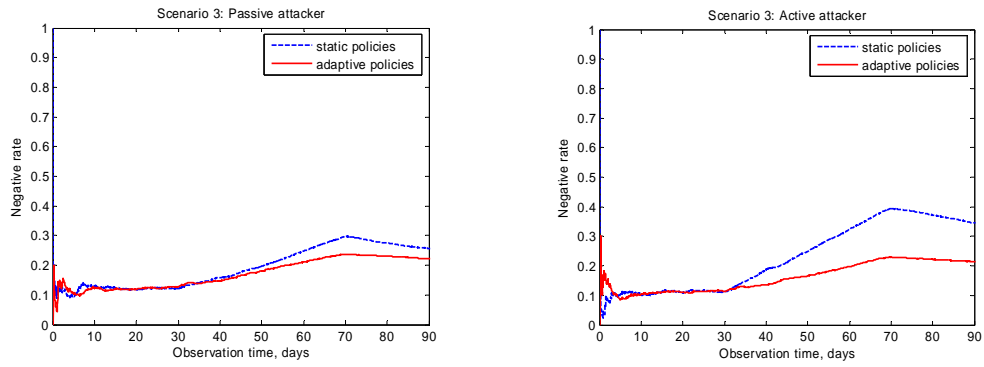 Scenario 3: Passive attacker
1
0.9
0.8
0.7
0.6
0.5
0.4
0.3
0.2
0.1
0
Negative rate
static policies
adaptive policies
0 10 20 30 40 50 60 70 80 90
Observation time, days
Scenario 3: Active attacker
1
0.9
0.8
0.7
0.6
0.5
0.4
0.3
0.2
0.1
0
Negative rate
static policies
adaptive policies
0 10 20 30 40 50 60 70 80 90
Observation time, days